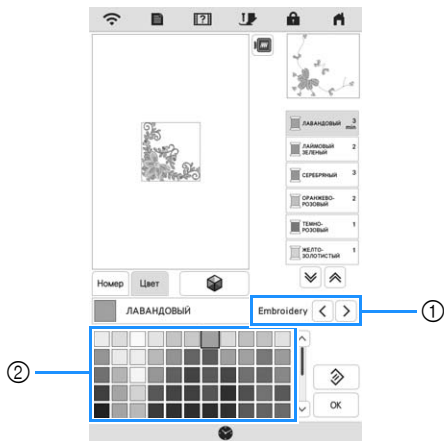 ЛАВАНДОВЫЙ 3 min
ЛАЙМОВЫЙ ЗЕЛЕНЫЙ 2
СЕРЕБРЯНЫЙ 3
ОРАНЖЕВО-РОЗОВЫЙ 2
ТЕМНО-РОЗОВЫЙ 1
ЖЕЛТО-ЗОЛОТИСТЫЙ 1
Номер Цвет
ЛАВАНДОВЫЙ Embroidery
①
②
OK